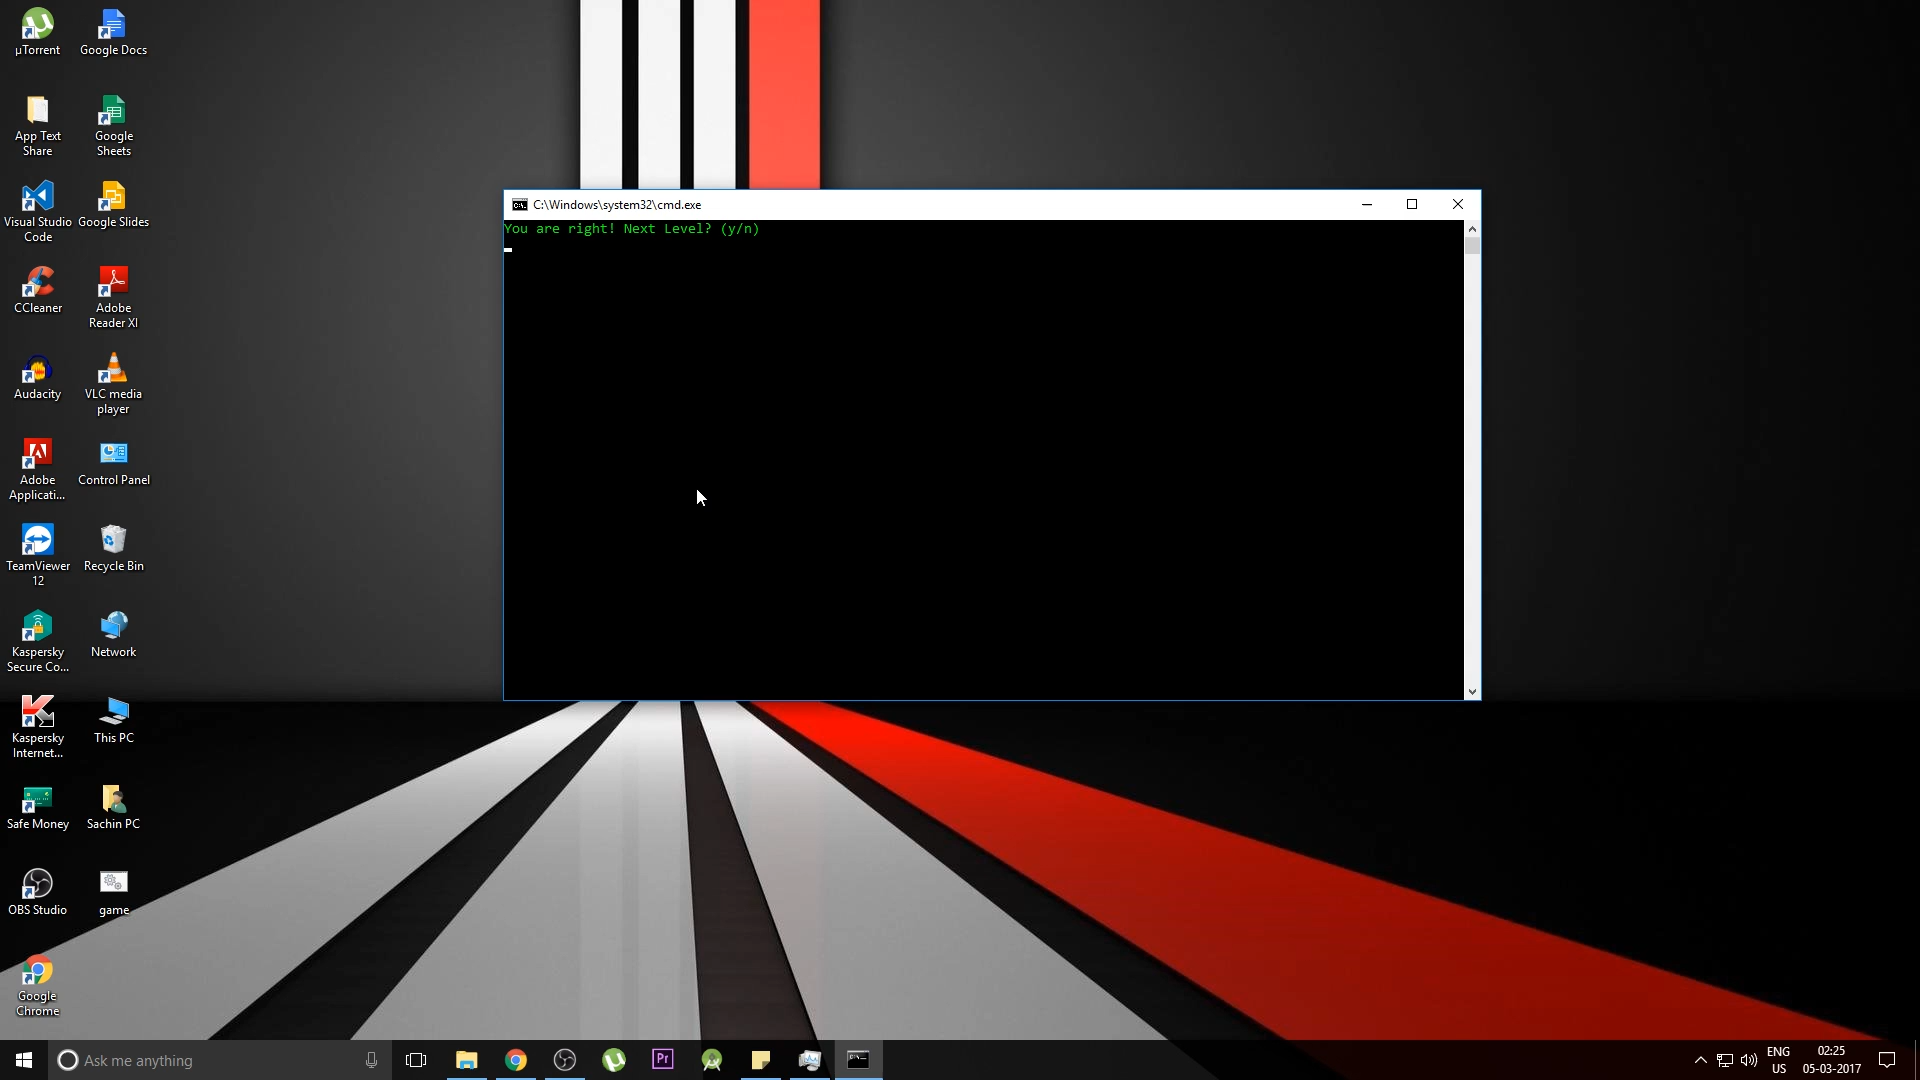 µTorrent
Google Docs
App Text
Share
Google
Sheets
Visual Studio
Code
Google Slides
CCleaner
Adobe
Reader XI
Audacity
VLC media
player
Adobe
Applicati...
Control Panel
TeamViewer
12
Recycle Bin
Kaspersky
Secure Co...
Network
Kaspersky
Internet...
This PC
Safe Money
Sachin PC
OBS Studio
game
Google
Chrome
C:\Windows\system32\cmd.exe
You are right! Next Level? (y/n)
Ask me anything
Pr
ENG
US
02:25
05-03-2017